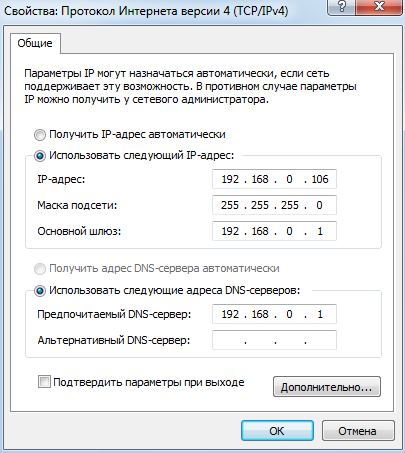 Свойства: Протокол Интернета версии 4 (TCP/IPv4)
Общие
Параметры IP могут назначаться автоматически, если сеть
поддерживает эту возможность. В противном случае параметры
IP можно получить у сетевого администратора.
Получить IP-адрес автоматически
Использовать следующий IP-адрес:
IP-адрес: 192 . 168 . 0 . 106
Маска подсети: 255 . 255 . 255 . 0
Основной шлюз: 192 . 168 . 0 . 1
Получить адрес DNS-сервера автоматически
Использовать следующие адреса DNS-серверов:
Предпочитаемый DNS-сервер: 192 . 168 . 0 . 1
Альтернативный DNS-сервер: . . .
Подтвердить параметры при выходе
Дополнительно...
ОК Отмена